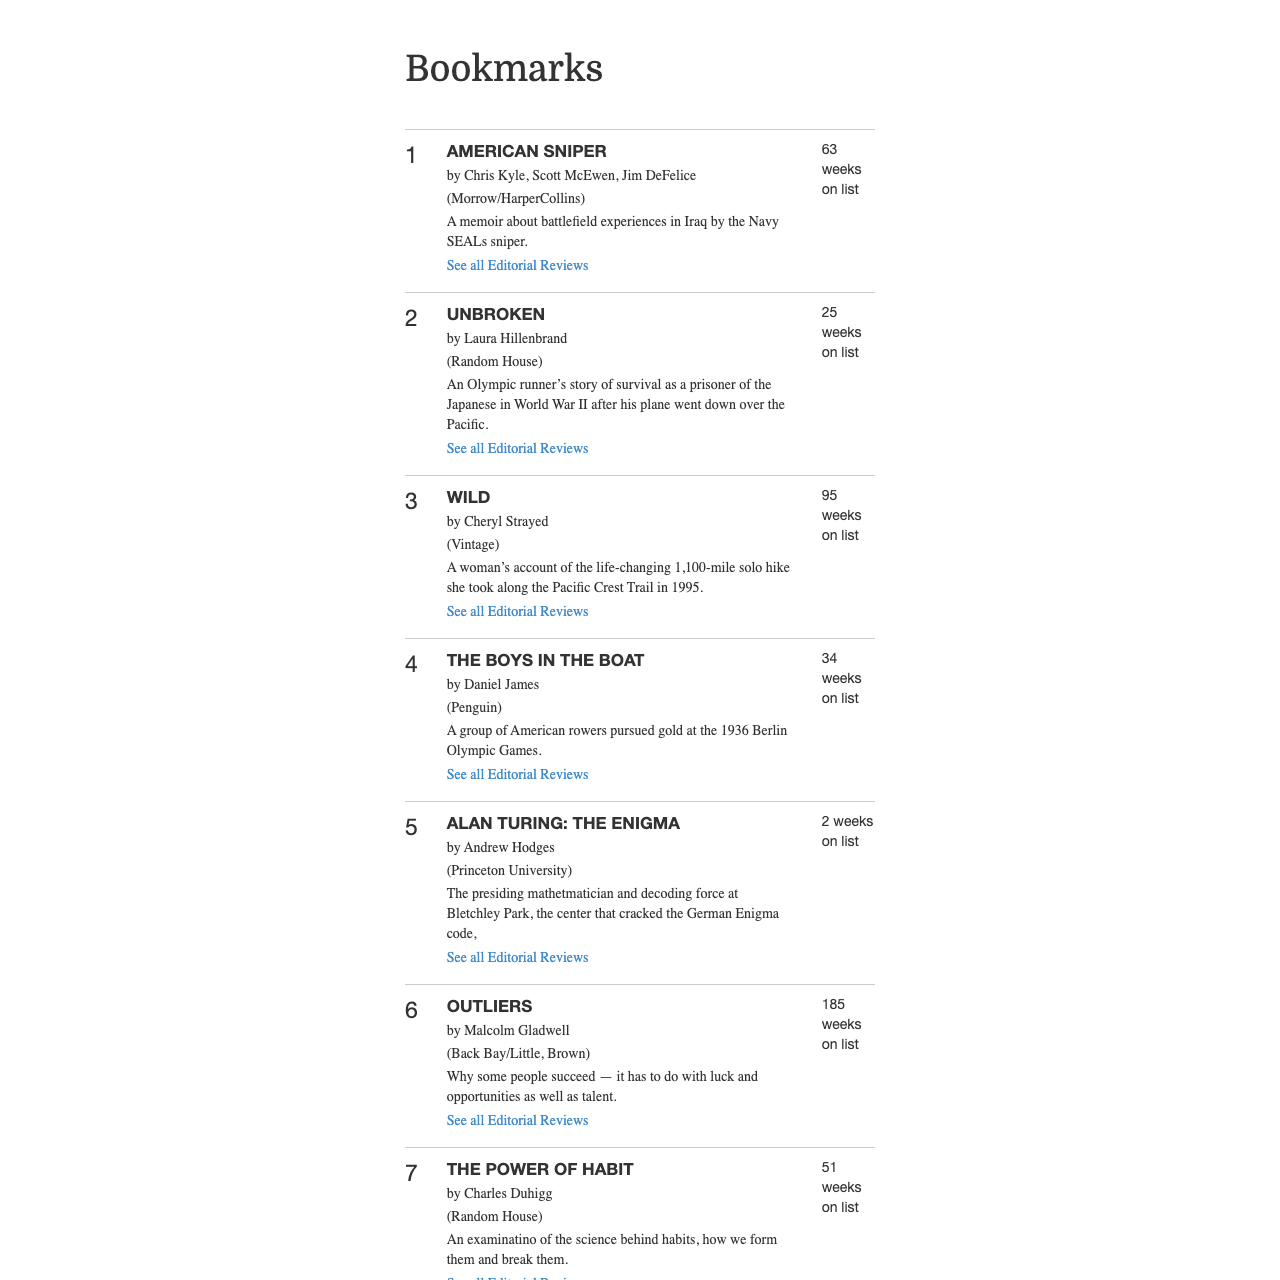 Bookmarks
1
AMERICAN SNIPER
by Chris Kyle, Scott McEwen, Jim DeFelice
(Morrow/HarperCollins)
A memoir about battlefield experiences in Iraq by the Navy
SEALs sniper.
See all Editorial Reviews
63
weeks
on list
2
UNBROKEN
by Laura Hillenbrand
(Random House)
An Olympic runner’s story of survival as a prisoner of the
Japanese in World War II after his plane went down over the
Pacific.
See all Editorial Reviews
25
weeks
on list
3
WILD
by Cheryl Strayed
(Vintage)
A woman’s account of the life-changing 1,100-mile solo hike
she took along the Pacific Crest Trail in 1995.
See all Editorial Reviews
95
weeks
on list
4
THE BOYS IN THE BOAT
by Daniel James
(Penguin)
A group of American rowers pursued gold at the 1936 Berlin
Olympic Games.
See all Editorial Reviews
34
weeks
on list
5
ALAN TURING: THE ENIGMA
by Andrew Hodges
(Princeton University)
The presiding mathetmatician and decoding force at
Bletchley Park, the center that cracked the German Enigma
code,
See all Editorial Reviews
2 weeks
on list
6
OUTLIERS
by Malcolm Gladwell
(Back Bay/Little, Brown)
Why some people succeed — it has to do with luck and
opportunities as well as talent.
See all Editorial Reviews
185
weeks
on list
7
THE POWER OF HABIT
by Charles Duhigg
(Random House)
An examinatino of the science behind habits, how we form
them and break them.
51
weeks
on list